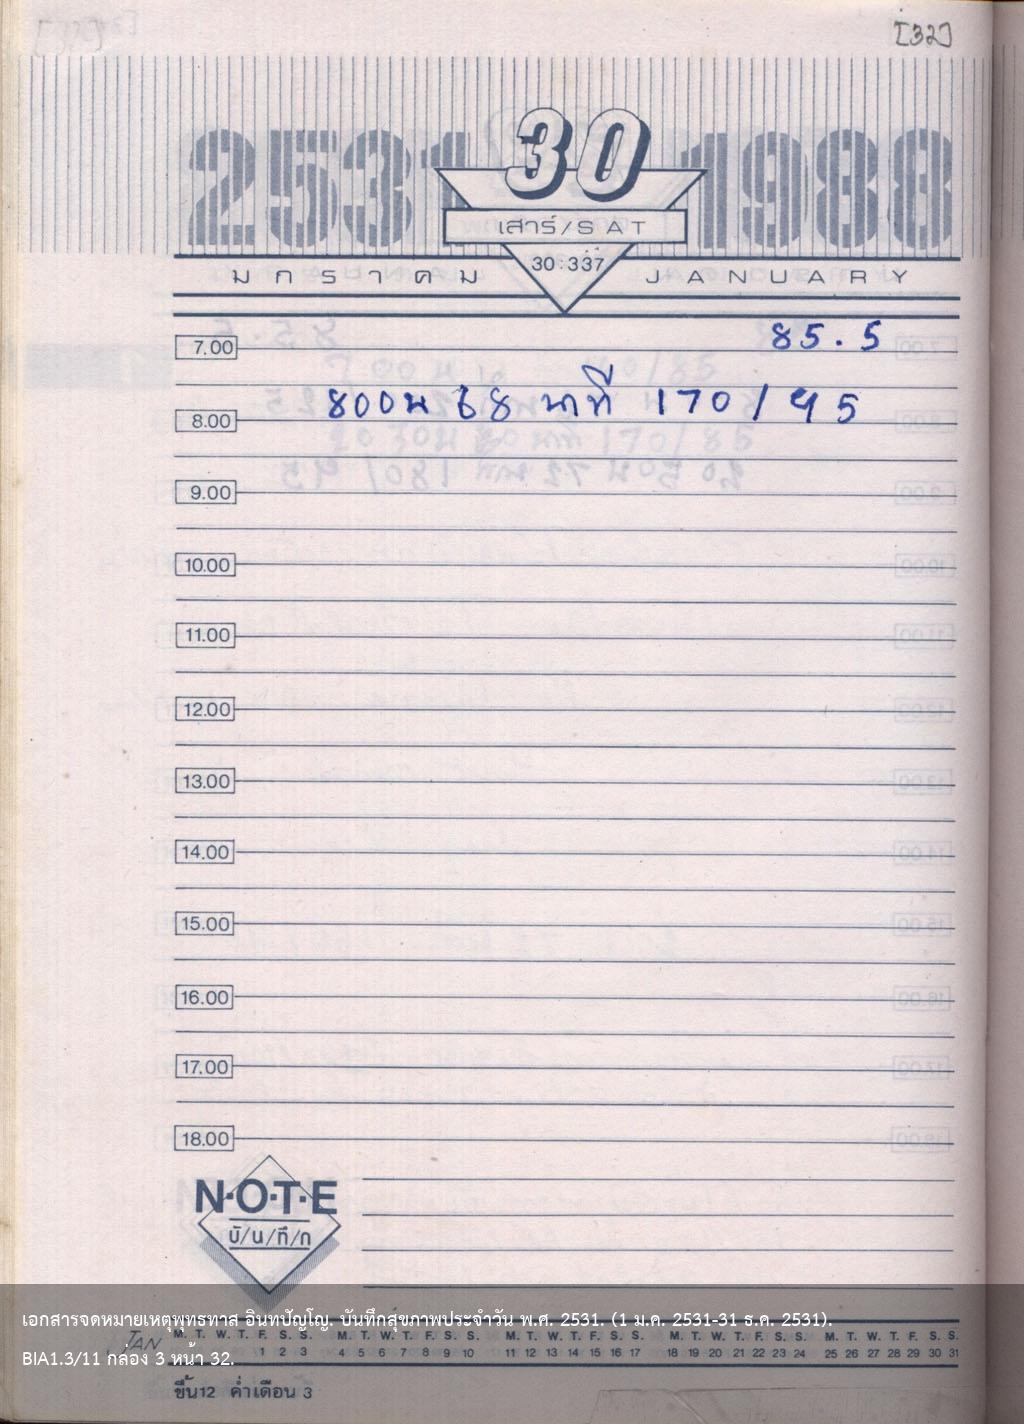 [32]
2531 30 1988
เสาร์/SAT
30:337
มกราคม JANUARY
7.00 85.5
8.00 800น 68 นาที 170/95
9.00
10.00
11.00
12.00
13.00
14.00
15.00
16.00
17.00
18.00
N·O·T·E
บั/น/ทึ/ก
เอกสารจดหมายเหตุพุทธทาส อินทปัญโญ. บันทึกสุขภาพประจำวัน พ.ศ. 2531. (1 ม.ค. 2531-31 ธ.ค. 2531).
JAN M. T. W. T. F. S. S. M. T. W. T. F. S. S. M. T. W. T. F. S. S. M. T. W. T. F. S. S. M. T. W. T. F. S. S.
1 2 3 4 5 6 7 8 9 10 11 12 13 14 15 16 17 18 19 20 21 22 23 24 25 26 27 28 29 30 31
BIA1.3/11 กล่อง 3 หน้า 32.
ขึ้น12 ค่ำเดือน 3